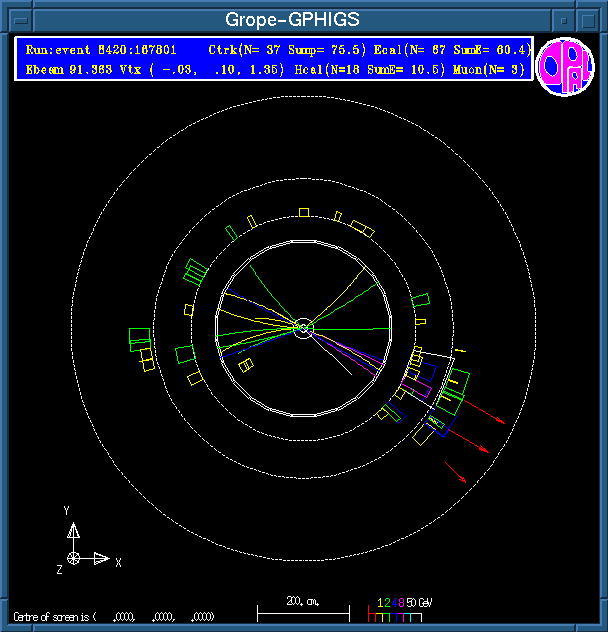 Grope-GPHIGS
Run:event 8420:167801 Ctrk(N= 37 Sump= 75.5) Ecal(N= 67 SumE= 60.4)
Ebeam 91.363 Vtx ( -.03, .10, 1.35) Hcal(N=18 SumE= 10.5) Muon(N= 3)
OPAL
Y
X
Z
200. cm.
1 2 4 8 50 GeV
Centre of screen is ( .0000, .0000, .0000)